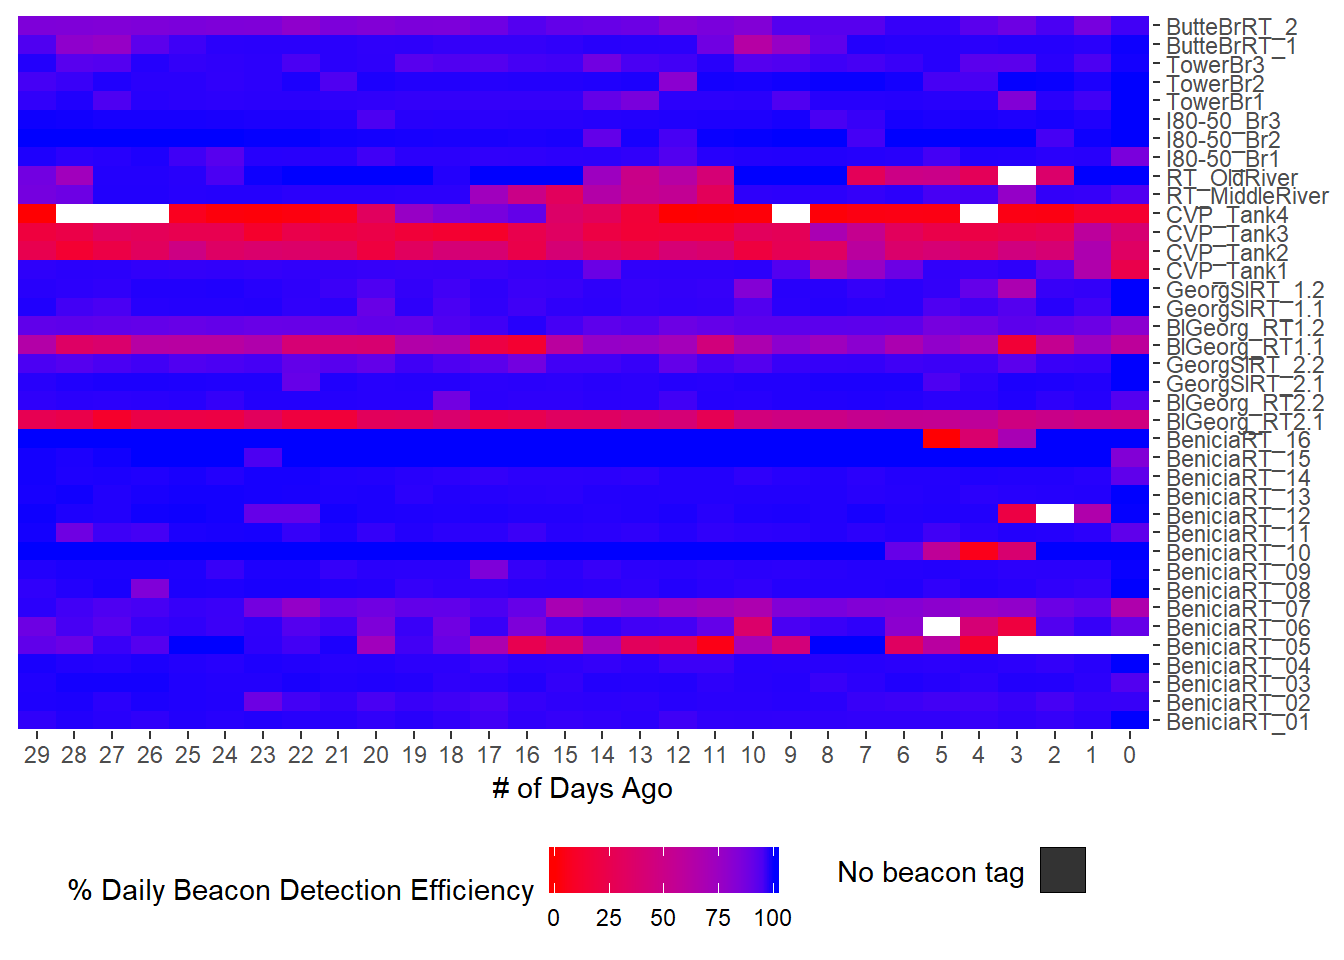 ButteBrRT_2
ButteBrRT_1
TowerBr3
TowerBr2
TowerBr1
I80-50_Br3
I80-50_Br2
I80-50_Br1
RT_OldRiver
RT_MiddleRiver
CVP_Tank4
CVP_Tank3
CVP_Tank2
CVP_Tank1
GeorgSlRT_1.2
GeorgSlRT_1.1
BlGeorg_RT1.2
BlGeorg_RT1.1
GeorgSlRT_2.2
GeorgSlRT_2.1
BlGeorg_RT2.2
BlGeorg_RT2.1
BeniciaRT_16
BeniciaRT_15
BeniciaRT_14
BeniciaRT_13
BeniciaRT_12
BeniciaRT_11
BeniciaRT_10
BeniciaRT_09
BeniciaRT_08
BeniciaRT_07
BeniciaRT_06
BeniciaRT_05
BeniciaRT_04
BeniciaRT_03
BeniciaRT_02
BeniciaRT_01
29 28 27 26 25 24 23 22 21 20 19 18 17 16 15 14 13 12 11 10 9 8 7 6 5 4 3 2 1 0
# of Days Ago
% Daily Beacon Detection Efficiency
0 25 50 75 100
No beacon tag